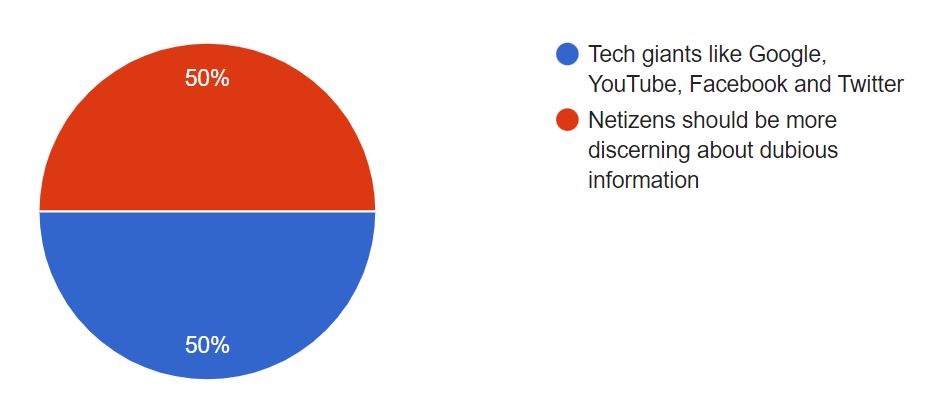 50%
50%
Tech giants like Google,
YouTube, Facebook and Twitter
Netizens should be more
discerning about dubious
information